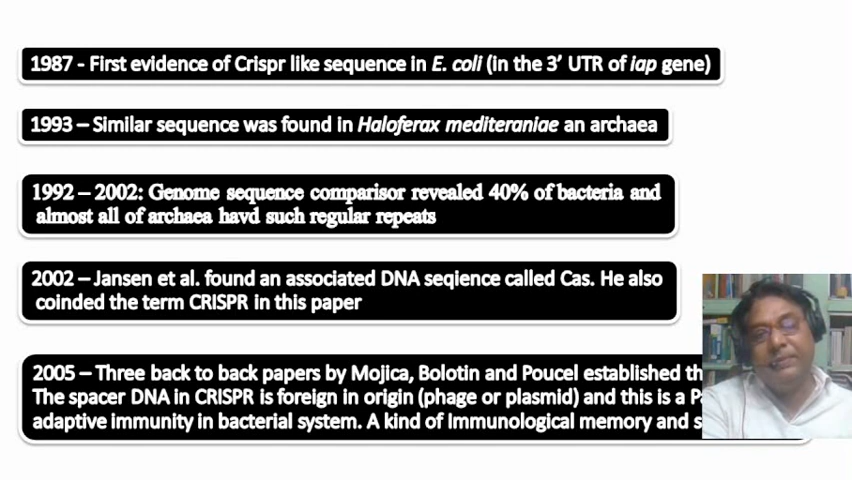 1987 - First evidence of Crispr like sequence in E. coli (in the 3’ UTR of iap gene)
1993 – Similar sequence was found in Haloferax mediteraniae an archaea
1992 – 2002: Genome sequence comparisor revealed 40% of bacteria and
almost all of archaea havd such regular repeats
2002 – Jansen et al. found an associated DNA seqience called Cas. He also
coinded the term CRISPR in this paper
2005 – Three back to back papers by Mojica, Bolotin and Poucel established
The spacer DNA in CRISPR is foreign in origin (phage or plasmid) and this is a
adaptive immunity in bacterial system. A kind of Immunological memory and